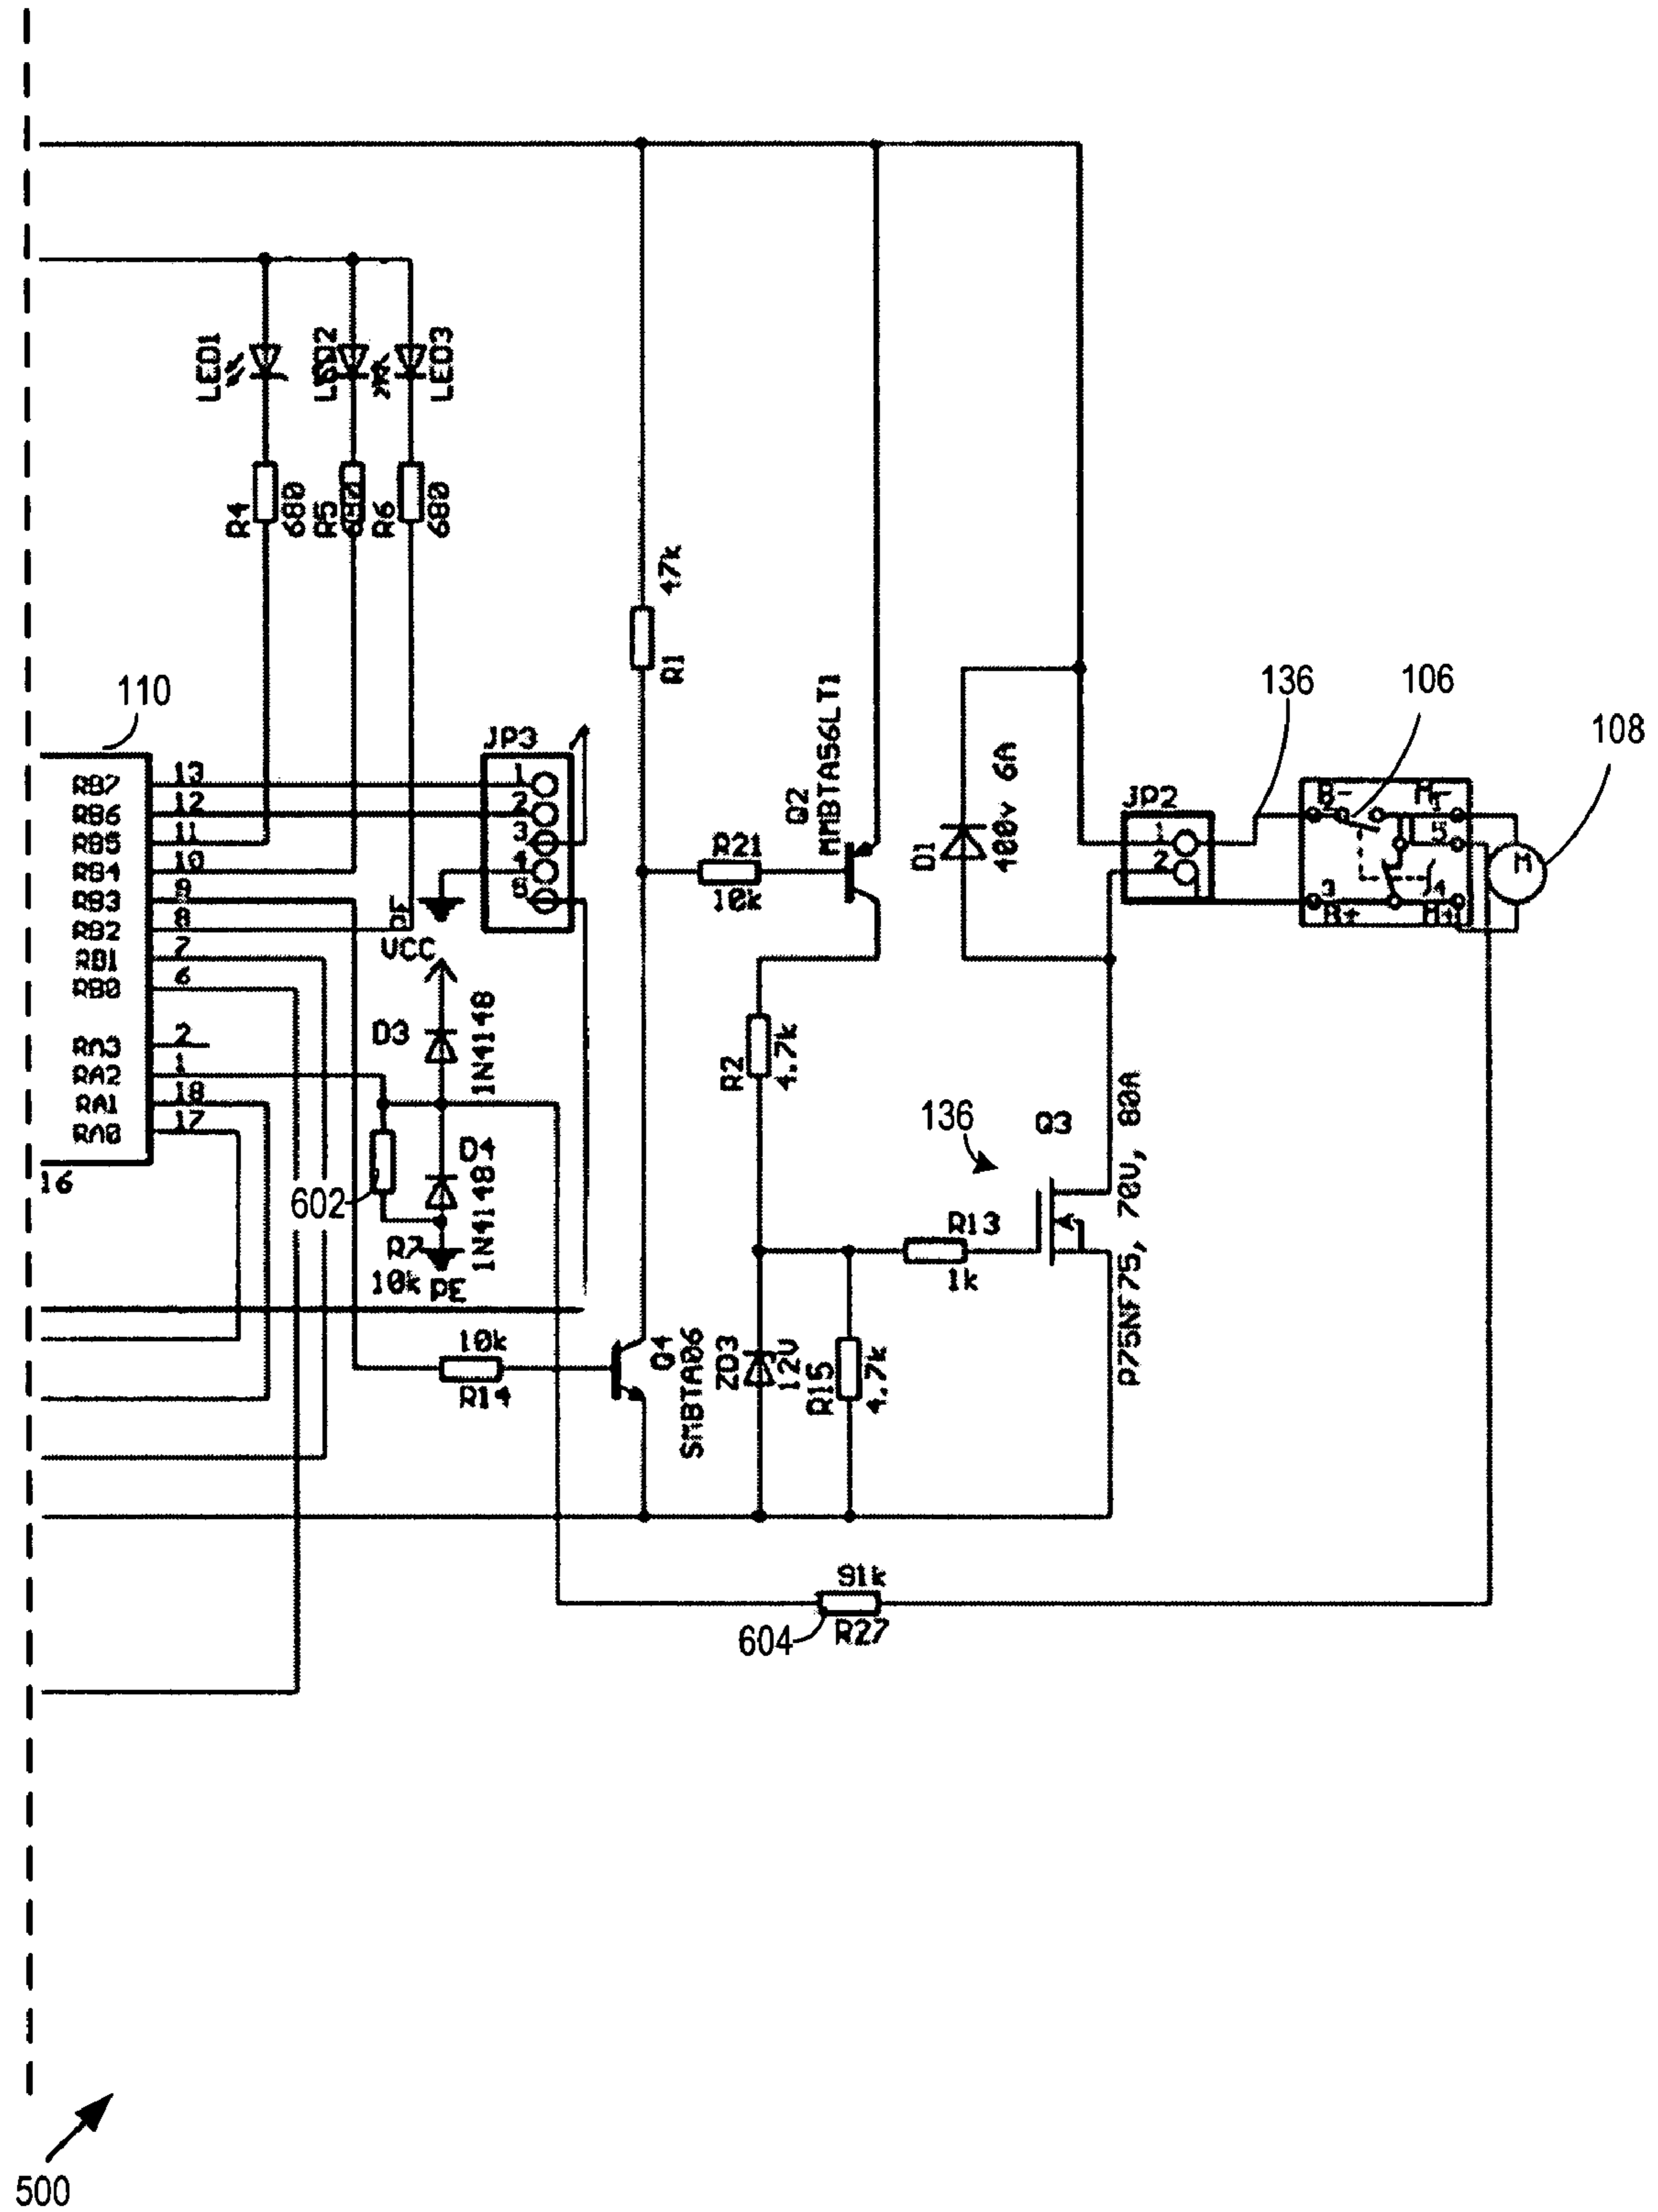 LED1
LED2
LED3
R4
680
R5
680
R6
680
47k
R1
110
136
106
108
JP3
1
2
3
4
5
RB7
13
RB6
12
RB5
11
RB4
10
RB3
9
RB2
8
RB1
7
RB0
6
RA3
2
RA2
1
RA1
18
RA0
17
16
PE
VCC
D3
1N4148
D4
1N4148
602
R7
10k
PE
R21
10k
Q2
MMBTA56LT1
D1
400v 6A
JP2
1
2
B-
2
M-
1
5
3
B+
4
M+
M
R2
4.7k
136
Q3
P75NF75, 70V, 80A
R13
1k
10k
R14
Q4
SMBTA06
ZD3
12V
R15
4.7k
91k
604
R27
500